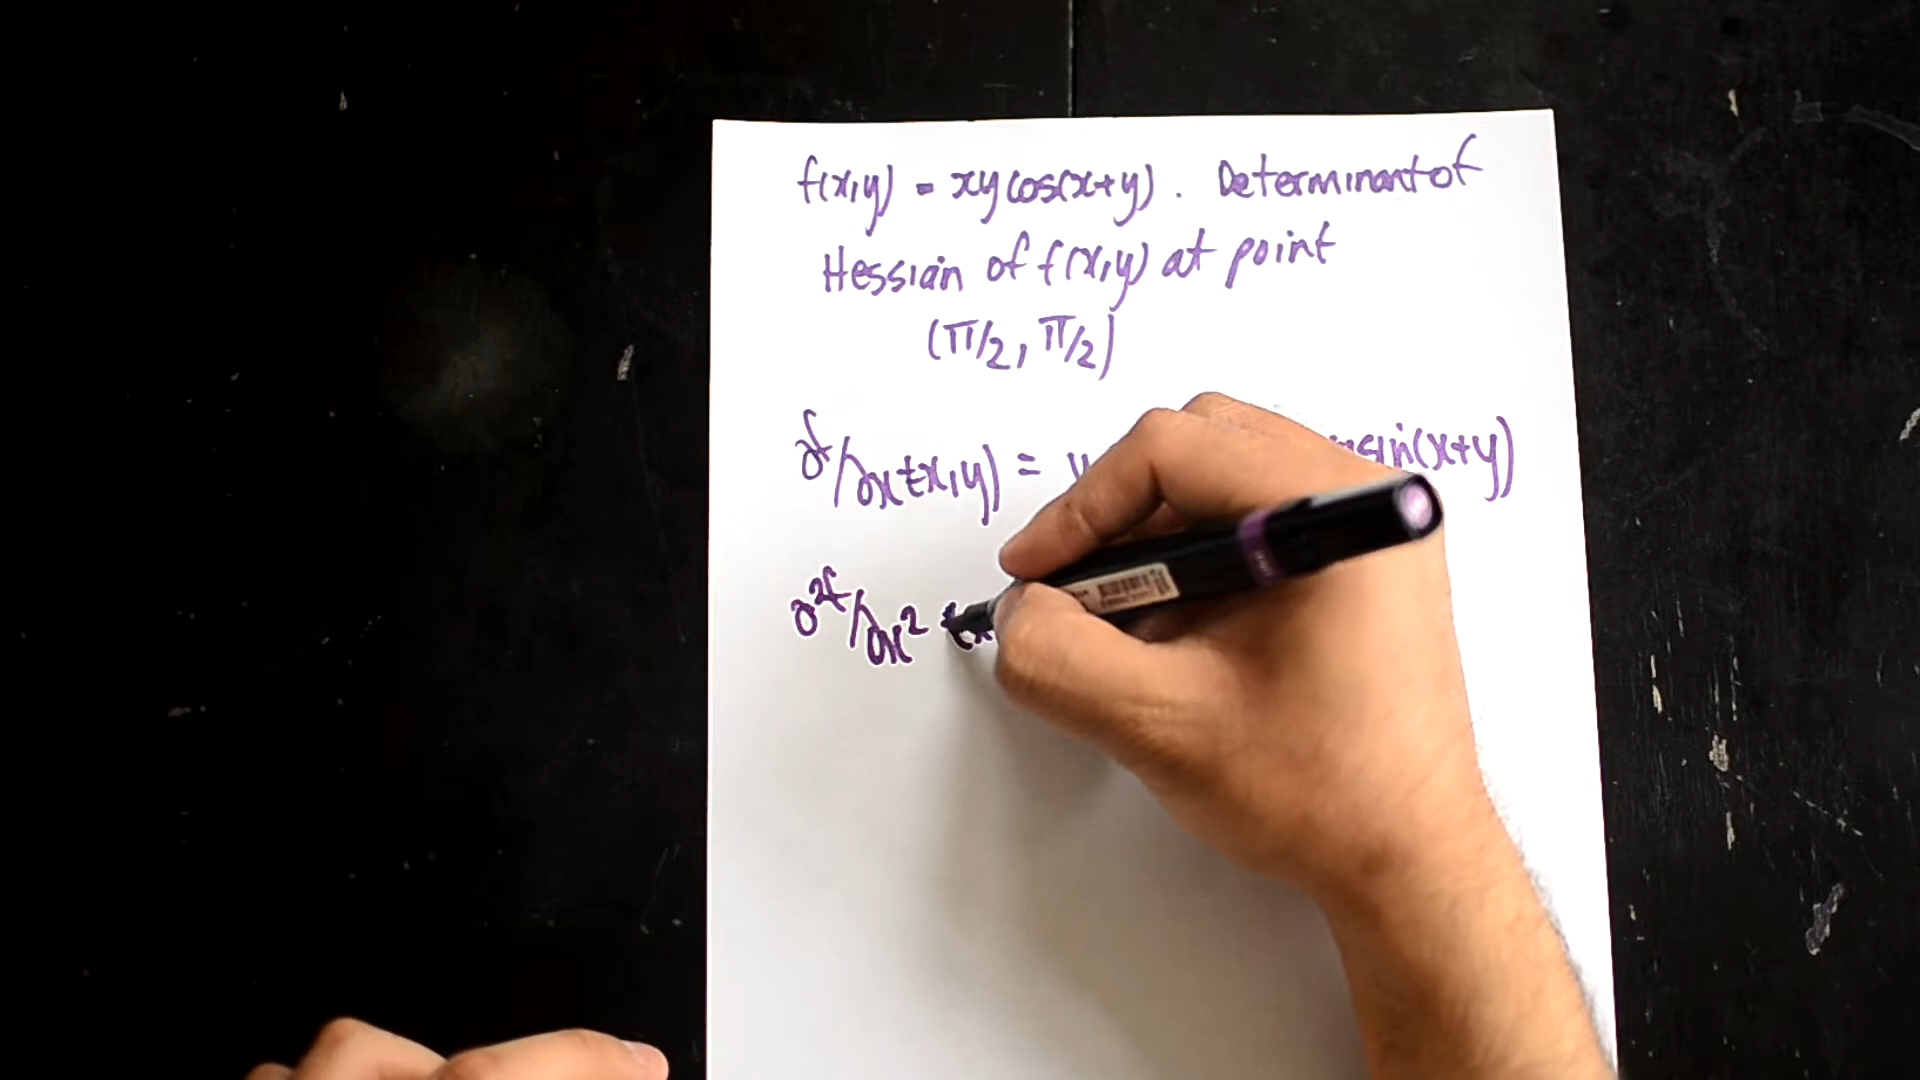 f(x,y) = xy cos(x+y). Determinant of
Hessian of f(x,y) at point
(π/2, π/2)
∂f/∂x (x,y) = y sin(x+y)
∂²f/∂x² (x